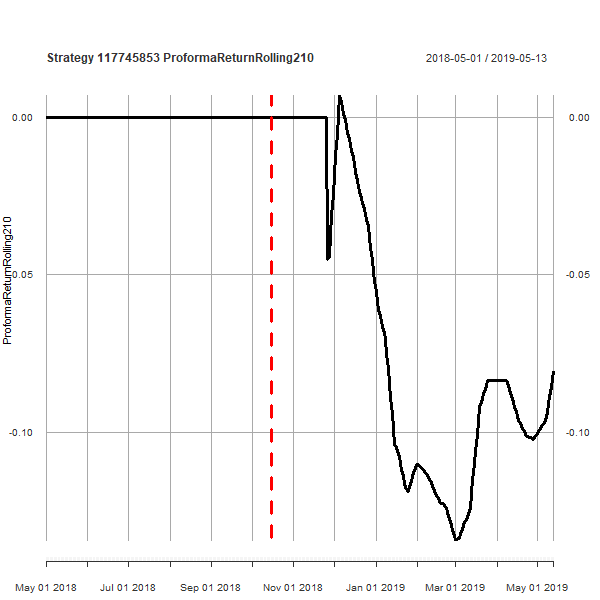 Strategy 117745853 ProformaReturnRolling210
2018-05-01 / 2019-05-13
0.00
0.00
-0.05
-0.05
-0.10
-0.10
ProformaReturnRolling210
May 01 2018
Jul 01 2018
Sep 01 2018
Nov 01 2018
Jan 01 2019
Mar 01 2019
May 01 2019